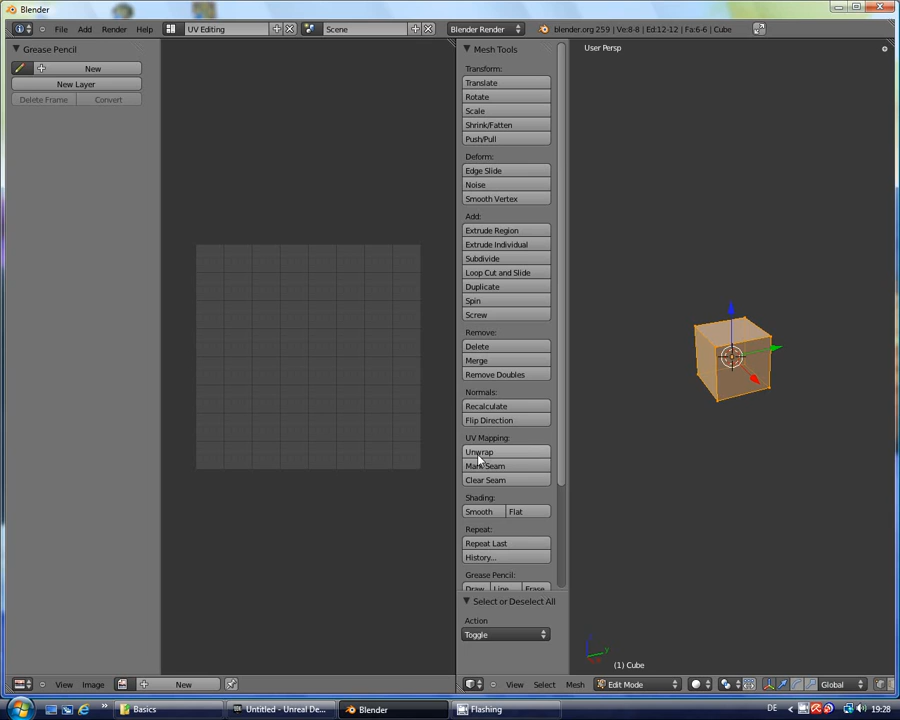 Blender
File Add Render Help UV Editing Scene Blender Render blender.org 259 | Ve:8-8 | Ed:12-12 | Fa:6-6 | Cube
Grease Pencil
New
New Layer
Delete Frame Convert
Mesh Tools
Transform:
Translate
Rotate
Scale
Shrink/Fatten
Push/Pull
Deform:
Edge Slide
Noise
Smooth Vertex
Add:
Extrude Region
Extrude Individual
Subdivide
Loop Cut and Slide
Duplicate
Spin
Screw
Remove:
Delete
Merge
Remove Doubles
Normals:
Recalculate
Flip Direction
UV Mapping:
Unwrap
Mark Seam
Clear Seam
Shading:
Smooth Flat
Repeat:
Repeat Last
History...
Grease Pencil:
Draw Line Erase
Select or Deselect All
Action
Toggle
User Persp
(1) Cube
View Image New
View Select Mesh Edit Mode Global
Basics Untitled - Unreal De... Blender Flashing DE 19:28